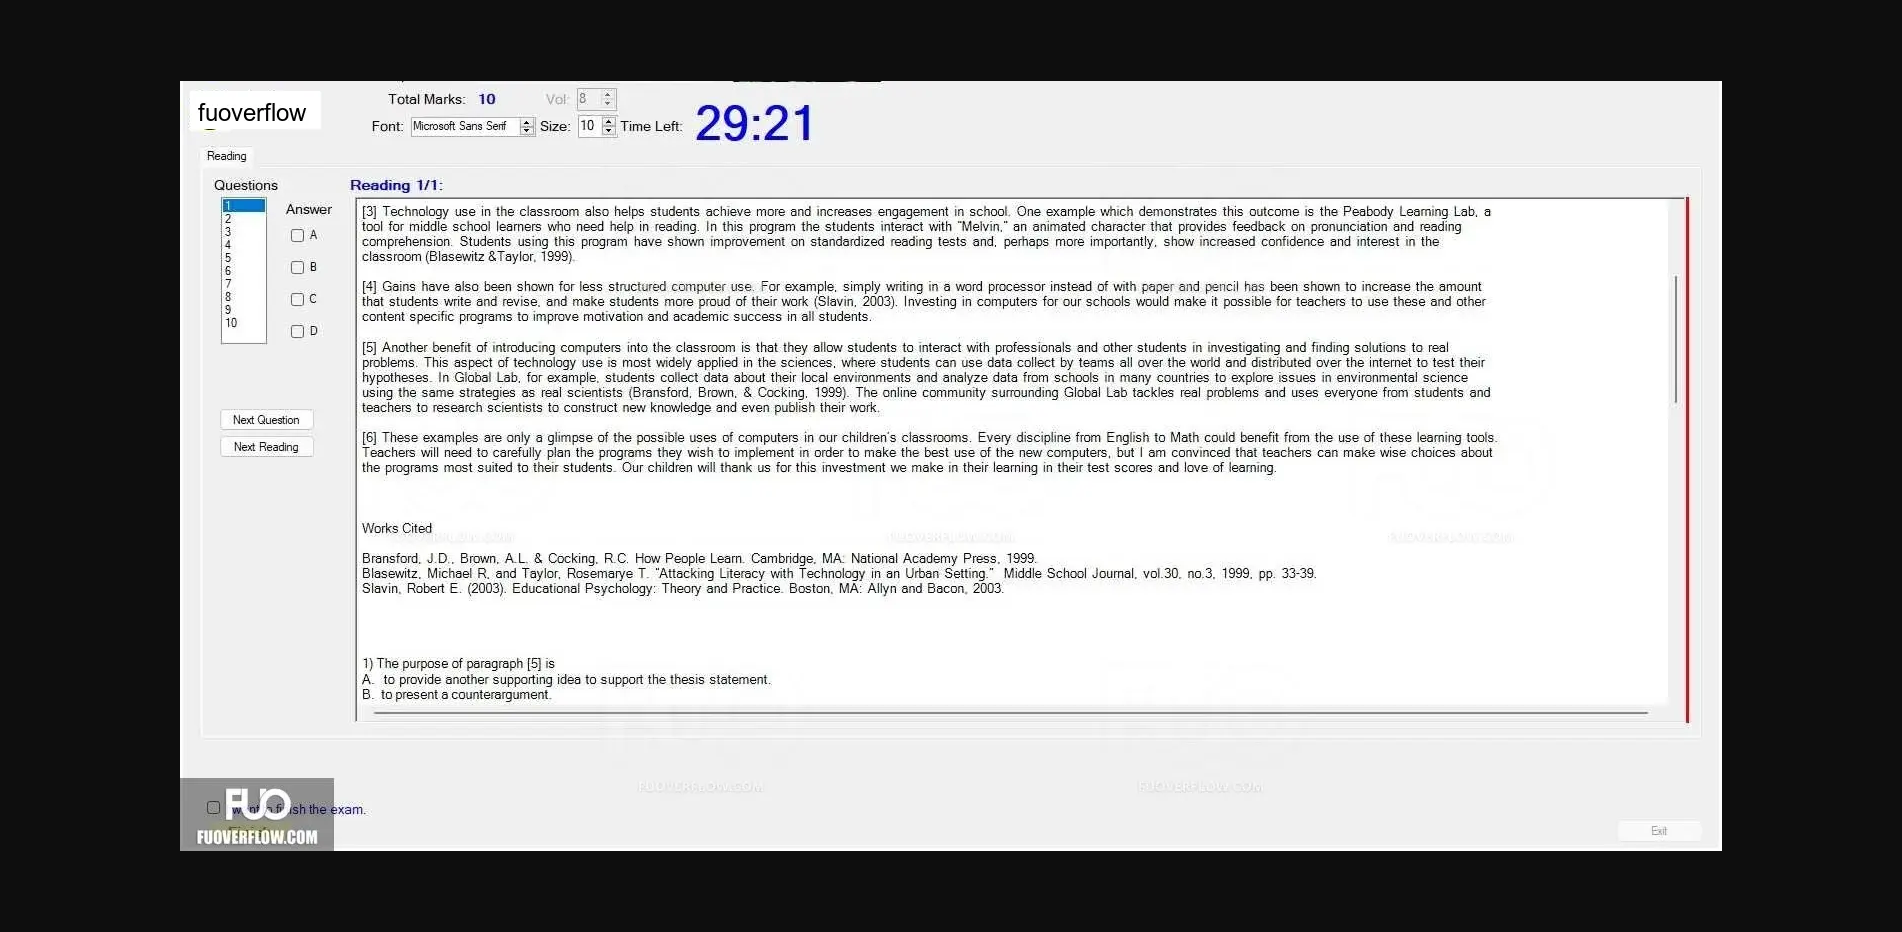 fuoverflow
Total Marks: 10 Vol: 8
Font: Microsoft Sans Serif Size: 10 Time Left: 29:21
Reading
Questions
Reading 1/1:
1
2
3
4
5
6
7
8
9
10
Answer
A
B
C
D
Next Question
Next Reading
[3] Technology use in the classroom also helps students achieve more and increases engagement in school. One example which demonstrates this outcome is the Peabody Learning Lab, a
tool for middle school learners who need help in reading. In this program the students interact with "Melvin," an animated character that provides feedback on pronunciation and reading
comprehension. Students using this program have shown improvement on standardized reading tests and, perhaps more importantly, show increased confidence and interest in the
classroom (Blasewitz &Taylor, 1999).
[4] Gains have also been shown for less structured computer use. For example, simply writing in a word processor instead of with paper and pencil has been shown to increase the amount
that students write and revise, and make students more proud of their work (Slavin, 2003). Investing in computers for our schools would make it possible for teachers to use these and other
content specific programs to improve motivation and academic success in all students.
[5] Another benefit of introducing computers into the classroom is that they allow students to interact with professionals and other students in investigating and finding solutions to real
problems. This aspect of technology use is most widely applied in the sciences, where students can use data collect by teams all over the world and distributed over the internet to test their
hypotheses. In Global Lab, for example, students collect data about their local environments and analyze data from schools in many countries to explore issues in environmental science
using the same strategies as real scientists (Bransford, Brown, & Cocking, 1999). The online community surrounding Global Lab tackles real problems and uses everyone from students and
teachers to research scientists to construct new knowledge and even publish their work.
[6] These examples are only a glimpse of the possible uses of computers in our children's classrooms. Every discipline from English to Math could benefit from the use of these learning tools.
Teachers will need to carefully plan the programs they wish to implement in order to make the best use of the new computers, but I am convinced that teachers can make wise choices about
the programs most suited to their students. Our children will thank us for this investment we make in their learning in their test scores and love of learning.
Works Cited
FUOVERFLOW.COM
FUOVERFLOW.COM
FUOVERFLOW.COM
Bransford, J.D., Brown, A.L. & Cocking, R.C. How People Learn. Cambridge, MA: National Academy Press, 1999.
Blasewitz, Michael R, and Taylor, Rosemarye T. "Attacking Literacy with Technology in an Urban Setting." Middle School Journal, vol.30, no.3, 1999, pp. 33-39.
Slavin, Robert E. (2003). Educational Psychology: Theory and Practice. Boston, MA: Allyn and Bacon, 2003.
1) The purpose of paragraph [5] is
A. to provide another supporting idea to support the thesis statement.
B. to present a counterargument.
FUOVERFLOW.COM
FUOVERFLOW.COM
FUO
the exam.
FUOVERFLOW.COM
Exit